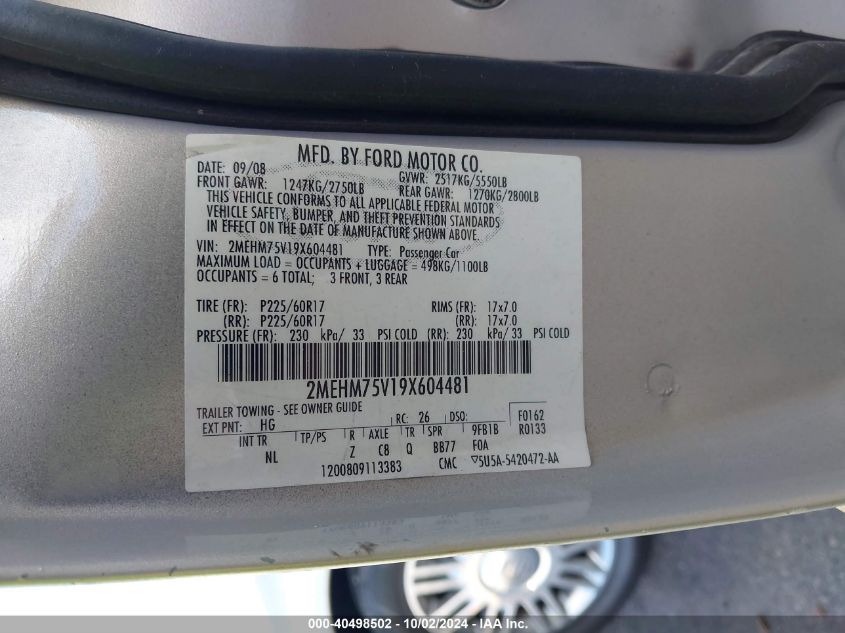 MFD. BY FORD MOTOR CO.
DATE: 09/08 GVWR: 2517KG/5550LB
FRONT GAWR: 1247KG/2750LB REAR GAWR: 1270KG/2800LB
THIS VEHICLE CONFORMS TO ALL APPLICABLE FEDERAL MOTOR
VEHICLE SAFETY, BUMPER, AND THEFT PREVENTION STANDARDS
IN EFFECT ON THE DATE OF MANUFACTURE SHOWN ABOVE.
VIN: 2MEHM75V19X604481 TYPE: Passenger Car
MAXIMUM LOAD = OCCUPANTS + LUGGAGE = 498KG/1100LB
OCCUPANTS = 6 TOTAL; 3 FRONT, 3 REAR
TIRE (FR): P225/60R17 RIMS (FR): 17x7.0
(RR): P225/60R17 (RR): 17x7.0
PRESSURE (FR): 230 kPa/ 33 PSI COLD (RR): 230 kPa/ 33 PSI COLD
2MEHM75V19X604481
TRAILER TOWING - SEE OWNER GUIDE
EXT PNT: HG RC: 26 DSO: F0162
INT TR TP/PS R AXLE TR SPR 9FB1B R0133
NL Z C8 Q BB77 FOA
1200809113383 CMC ▽5U5A-5420472-AA
120-40498502 - 10/02/2024 - IAA Inc.